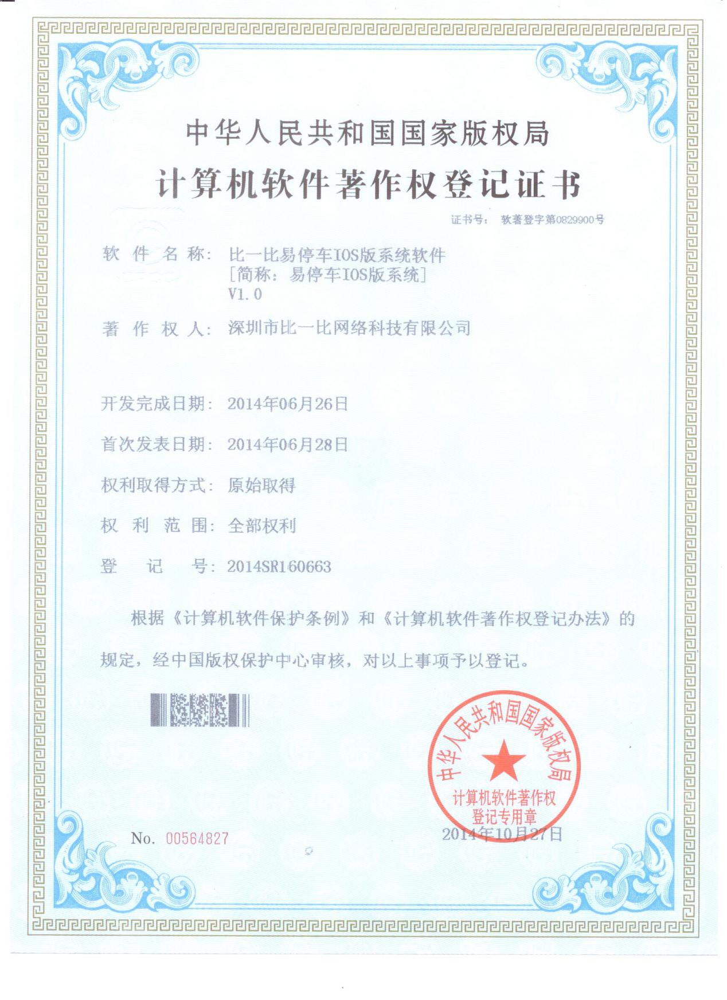 中华人民共和国国家版权局
计算机软件著作权登记证书
证书号： 软著登字第0829900号
软件名称： 比一比易停车IOS版系统软件
[简称：易停车IOS版系统]
V1.0
著作权人： 深圳市比一比网络科技有限公司
开发完成日期： 2014年06月26日
首次发表日期： 2014年06月28日
权利取得方式： 原始取得
权利范围： 全部权利
登记号： 2014SR160663
根据《计算机软件保护条例》和《计算机软件著作权登记办法》的
规定，经中国版权保护中心审核，对以上事项予以登记。
中华人民共和国国家版权局
计算机软件著作权
登记专用章
2014年10月27日
No. 00564827